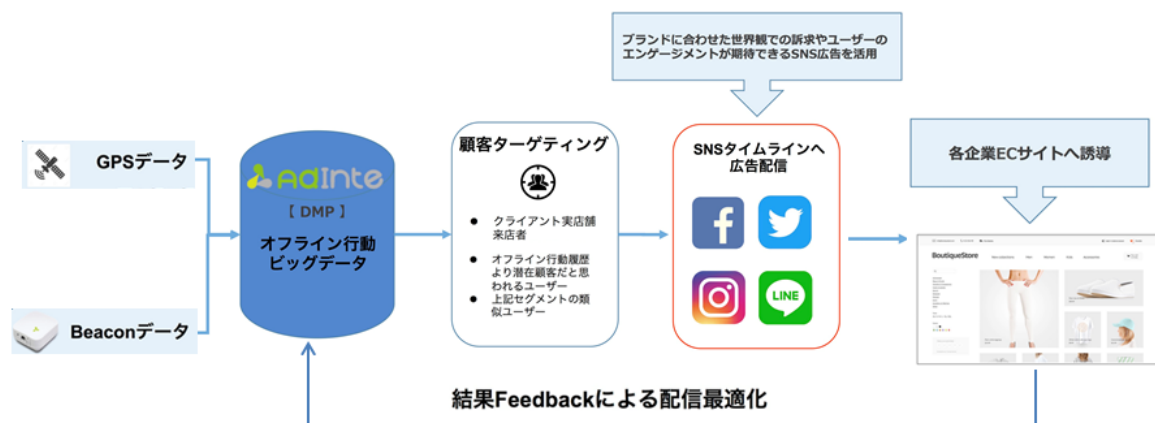 ブランドに合わせた世界観での訴求やユーザーの
エンゲージメントが期待できるSNS広告を活用
GPSデータ
Beaconデータ
AdInte
【 DMP 】
オフライン行動
ビッグデータ
顧客ターゲティング
● クライアント実店舗
来店者
● オフライン行動履歴
より潜在顧客だと思
われるユーザー
● 上記セグメントの類
似ユーザー
SNSタイムラインへ
広告配信
LINE
各企業ECサイトへ誘導
BoutiqueStore
結果Feedbackによる配信最適化